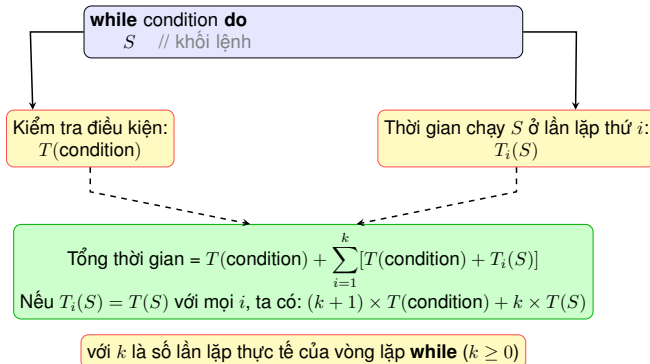 while condition do
S // khối lệnh
Kiểm tra điều kiện:
T(condition)
Thời gian chạy S ở lần lặp thứ i:
T_i(S)
Tổng thời gian = T(condition) + \sum_{i=1}^{k} [T(condition) + T_i(S)]
Nếu T_i(S) = T(S) với mọi i, ta có: (k + 1) × T(condition) + k × T(S)
với k là số lần lặp thực tế của vòng lặp while (k ≥ 0)